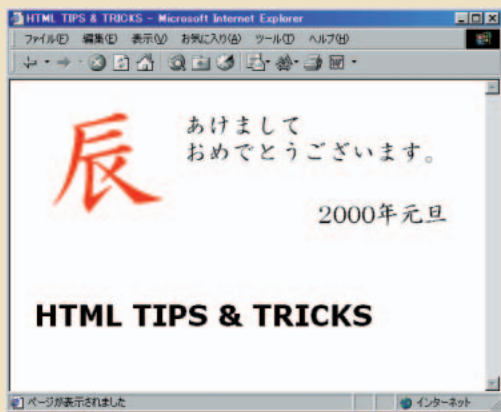 HTML TIPS & TRICKS - Microsoft Internet Explorer
ファイル(F) 編集(E) 表示(V) お気に入り(A) ツール(T) ヘルプ(H)
辰
あけまして
おめでとうございます。
2000年元旦
HTML TIPS & TRICKS
ページが表示されました
インターネット